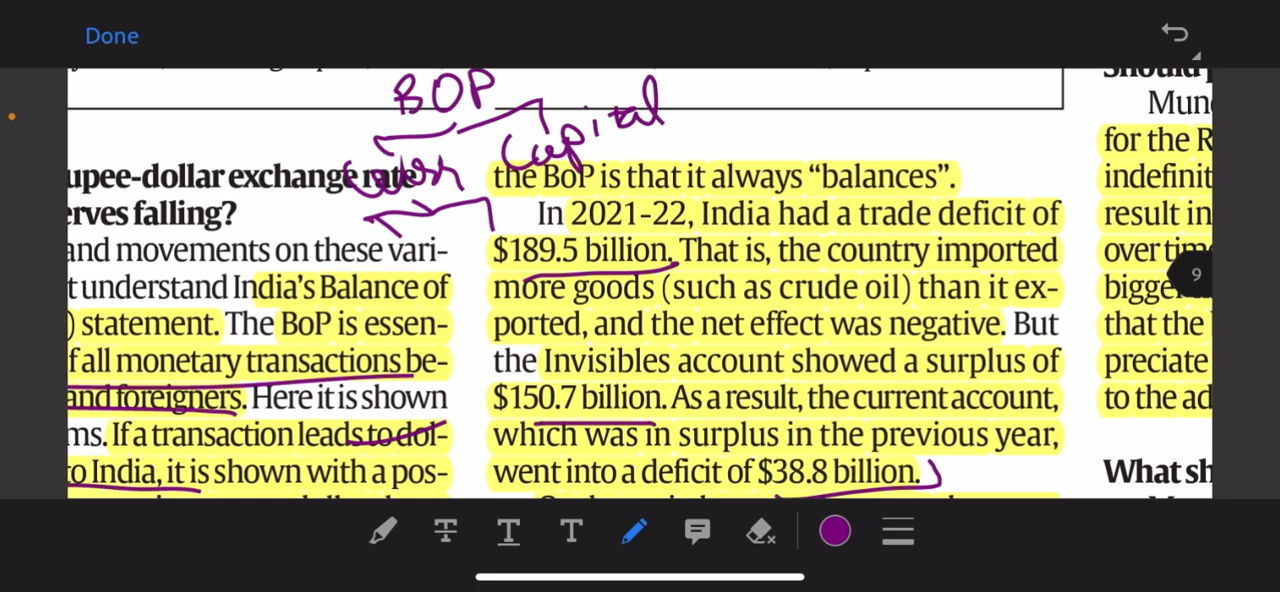 Done
BOP
Capital
upee-dollar exchange rate
erves falling?
and movements on these vari-
t understand India's Balance of
) statement. The BoP is essen-
f all monetary transactions be-
and foreigners. Here it is shown
ms. If a transaction leads to dol-
to India, it is shown with a pos-
the BoP is that it always “balances”.
In 2021-22, India had a trade deficit of
$189.5 billion. That is, the country imported
more goods (such as crude oil) than it ex-
ported, and the net effect was negative. But
the Invisibles account showed a surplus of
$150.7 billion. As a result, the current account,
which was in surplus in the previous year,
went into a deficit of $38.8 billion.
Mun
for the R
indefinit
result in
over time
bigge
that the
preciate
to the ad
What sh
9
T
T
T